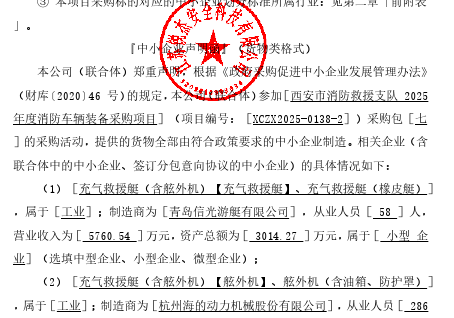 ③ 本项目采购标的对应的中小企业划分标准所属行业：见第二章「前附表
」。
『中小企业声明函』（货物类格式）
本公司（联合体）郑重声明，根据《政府采购促进中小企业发展管理办法》
（财库〔2020〕46 号)的规定，本公司（联合体）参加[西安市消防救援支队 2025
年度消防车辆装备采购项目]（项目编号：[XCZX2025-0138-2]）采购包[七
]的采购活动，提供的货物全部由符合政策要求的中小企业制造。相关企业（含
联合体中的中小企业、签订分包意向协议的中小企业）的具体情况如下：
（1）[充气救援艇（含舷外机）【充气救援艇】、充气救援艇（橡皮艇）]
，属于[工业]；制造商为[青岛信光游艇有限公司]，从业人员[ 58 ]人，
营业收入为[ 5760.54 ]万元，资产总额为[ 3014.27 ]万元，属于[ 小型 企
业]（选填中型企业、小型企业、微型企业）；
（2）[充气救援艇（含舷外机）【舷外机】、舷外机（含油箱、防护罩）]
，属于[工业]；制造商为[杭州海的动力机械股份有限公司]，从业人员[ 286